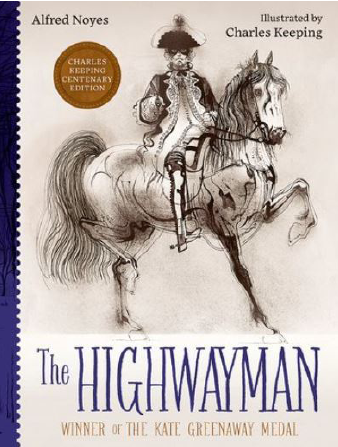 Alfred Noyes
Illustrated by
Charles Keeping
CHARLES
KEEPING
CENTENARY
EDITION
The HIGHWAYMAN
WINNER OF THE KATE GREENAWAY MEDAL